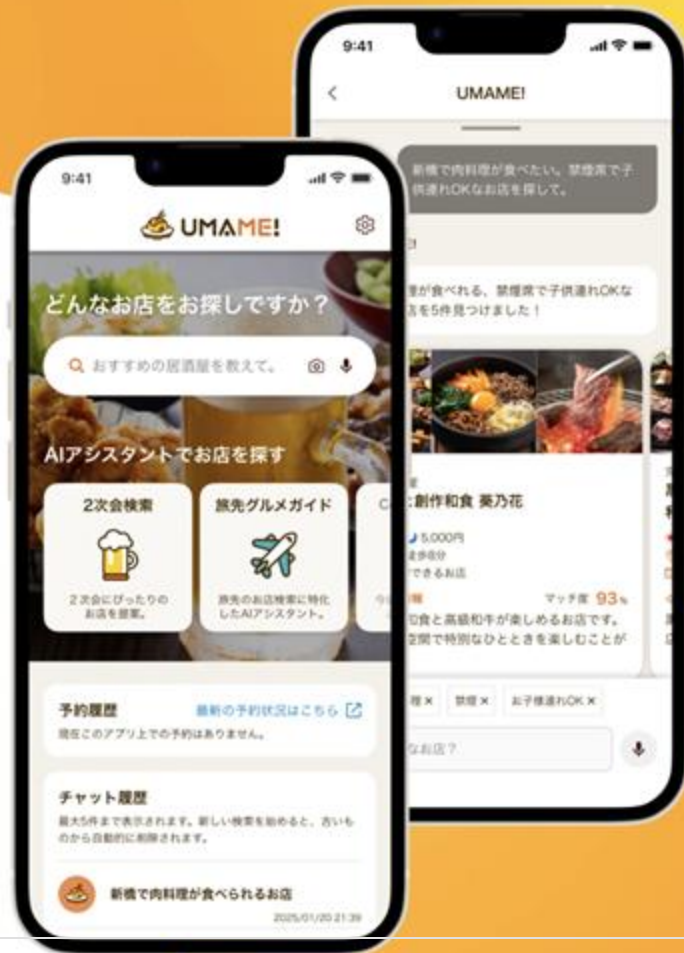 9:41
UMAME!
どんなお店をお探しですか？
おすすめの居酒屋を教えて。
AIアシスタントでお店を探す
2次会検索
2次会にぴったりの
お店を提案。
旅先グルメガイド
旅先のお店検索に特化
したAIアシスタント。
予約履歴
最新の予約状況はこちら
現在このアプリ上での予約はありません。
チャット履歴
最大5件まで表示されます。新しい検索を始めると、古いも
のから自動的に削除されます。
新橋で肉料理が食べられるお店
2025/01/20 21:39
9:41
UMAME!
新橋で肉料理が食べたい。禁煙席で子
供連れOKなお店を探して。
が食べれる、禁煙席で子供連れOKな
店を5件見つけました！
創作和食 葵乃花
5,000円
徒歩8分
できるお店
マッチ度 93%
和食と高級和牛が楽しめるお店です。
空間で特別なひとときを楽しむことが
理×
禁煙×
お子様連れOK×
なお店？